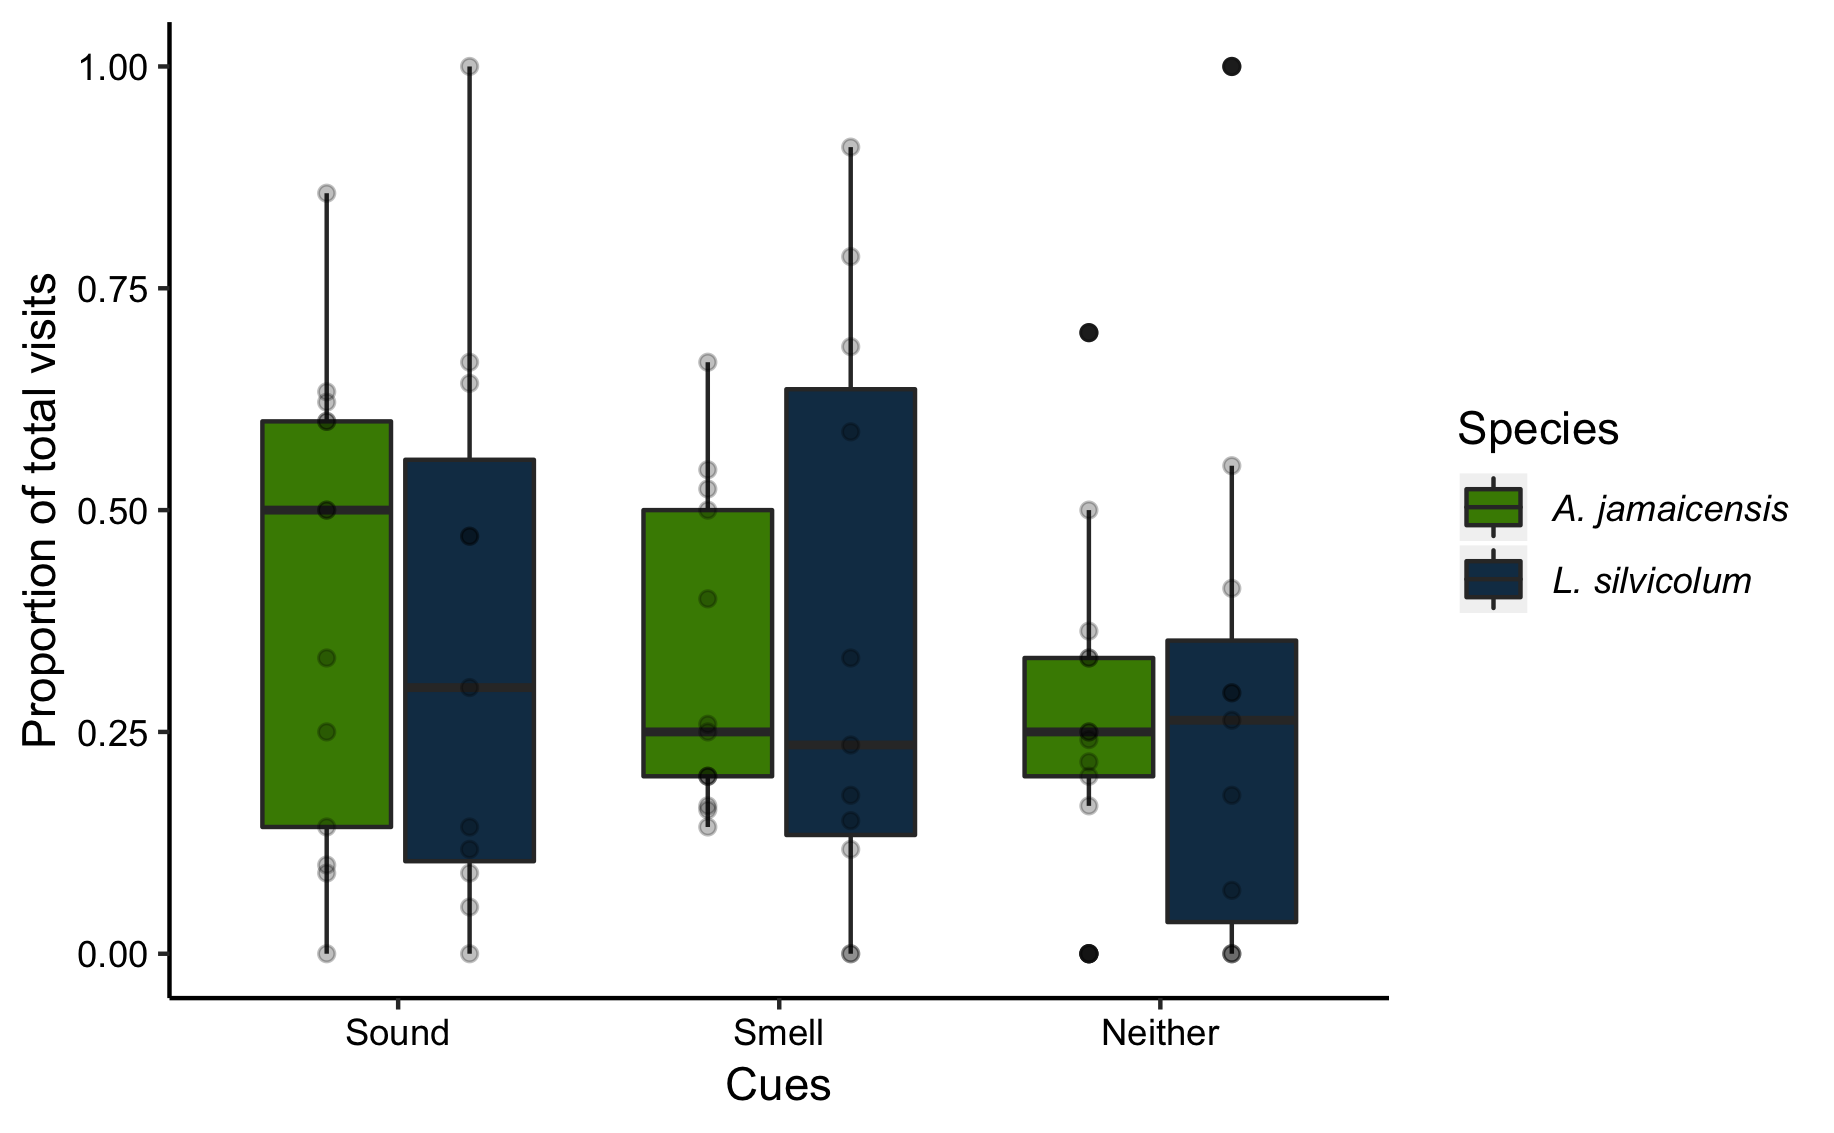 Proportion of total visits
1.00
0.75
0.50
0.25
0.00
Sound
Smell
Neither
Cues
Species
A. jamaicensis
L. silvicolum